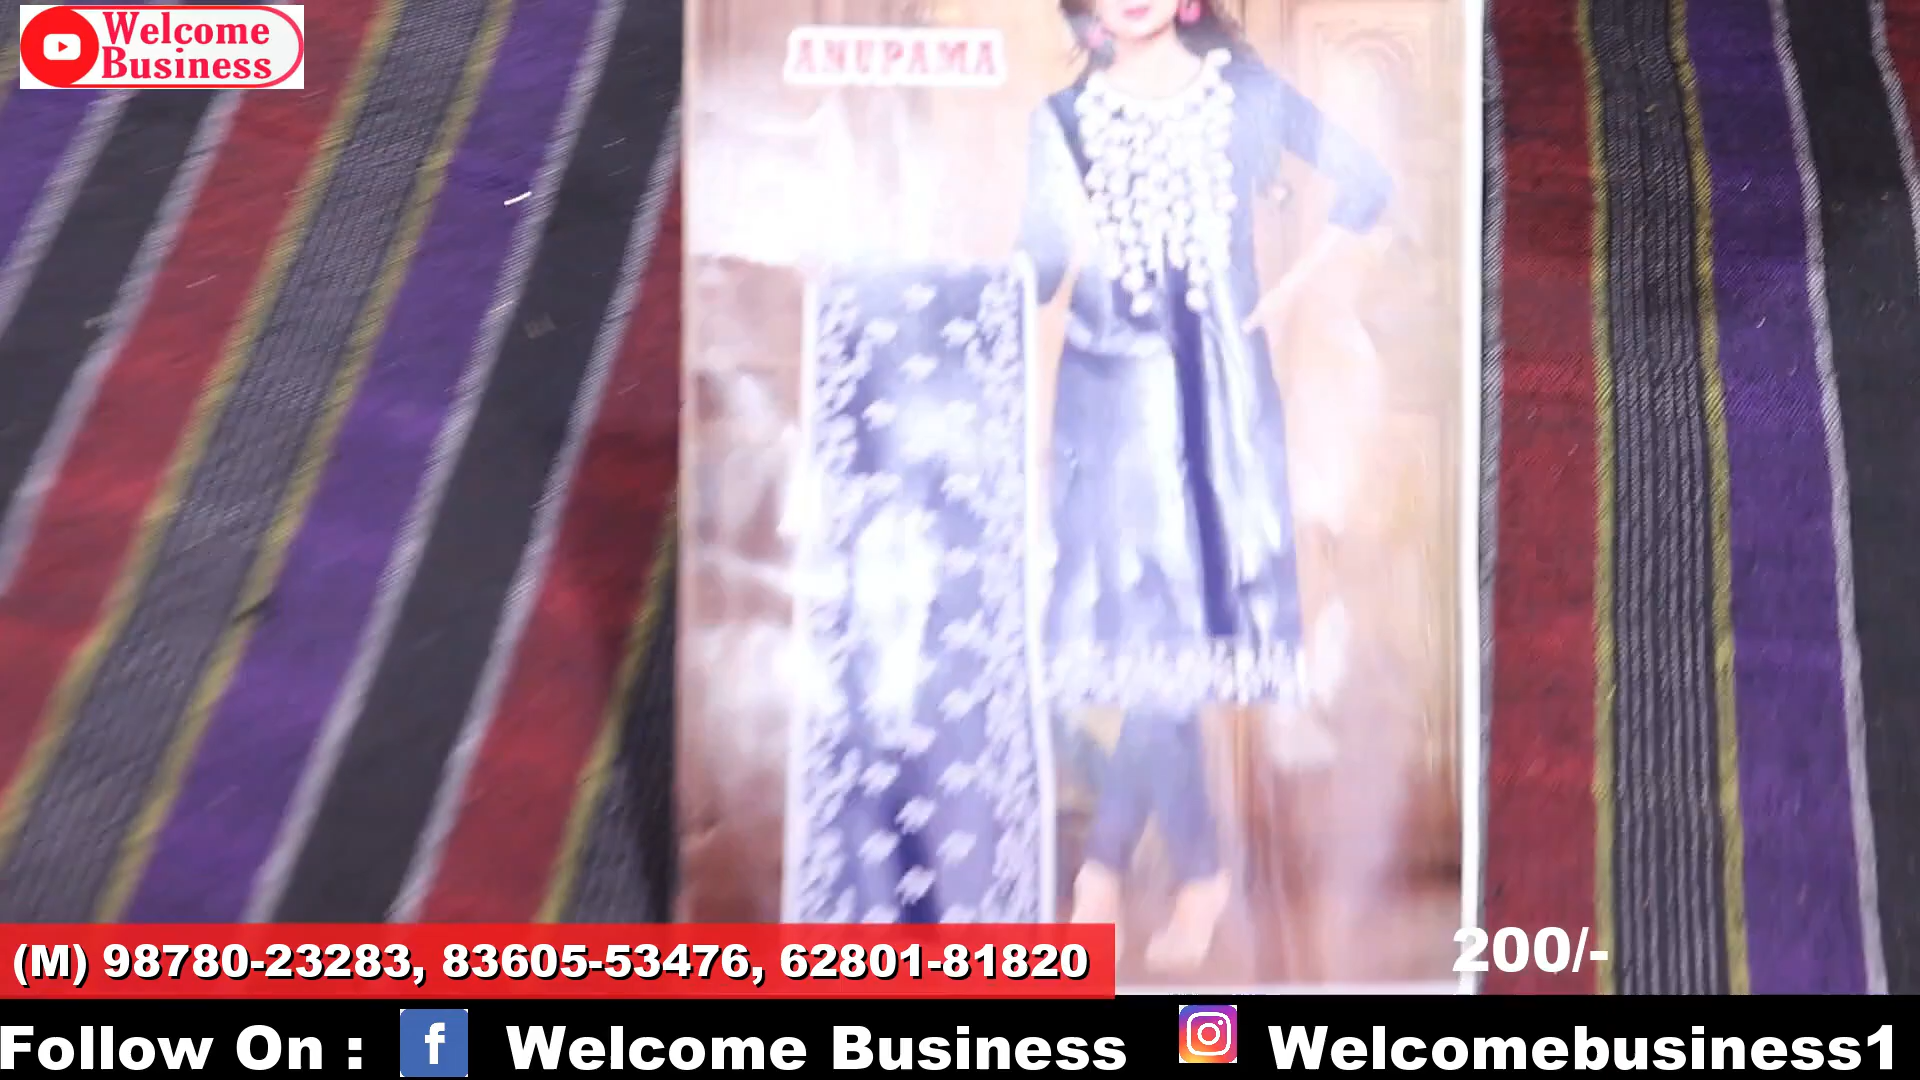 Welcome
Business
ANUPAMA
(M) 98780-23283, 83605-53476, 62801-81820
200/-
Follow On : f Welcome Business Welcomebusiness1